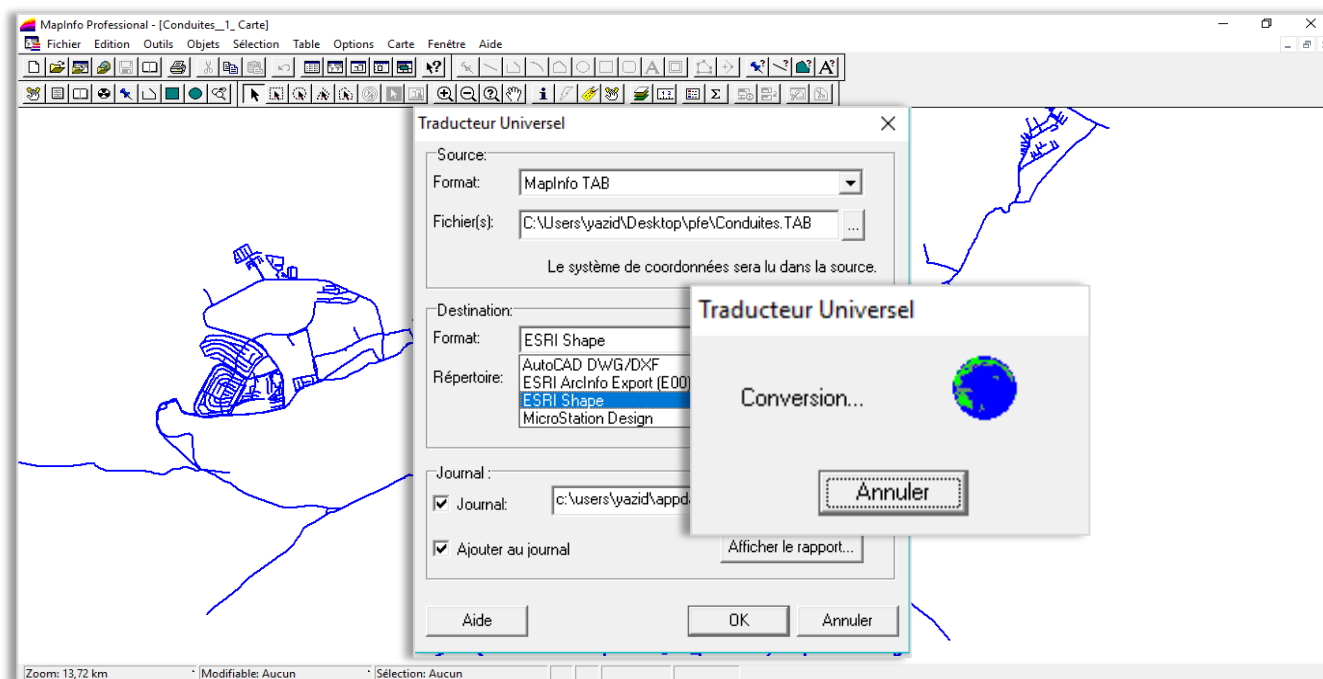 MapInfo Professional - [Conduites__1_ Carte]
Fichier Edition Outils Objets Sélection Table Options Carte Fenêtre Aide
Traducteur Universel
Source:
Format: MapInfo TAB
Fichier(s): C:\Users\yazid\Desktop\pfe\Conduites.TAB ...
Le système de coordonnées sera lu dans la source.
Destination:
Format: ESRI Shape
AutoCAD DWG/DXF
Répertoire: ESRI ArcInfo Export (E00)
ESRI Shape
MicroStation Design
Journal :
Journal: c:\users\yazid\appd
Ajouter au journal Afficher le rapport...
Aide OK Annuler
Traducteur Universel
Conversion...
Annuler
Zoom: 13,72 km Modifiable: Aucun Sélection: Aucun